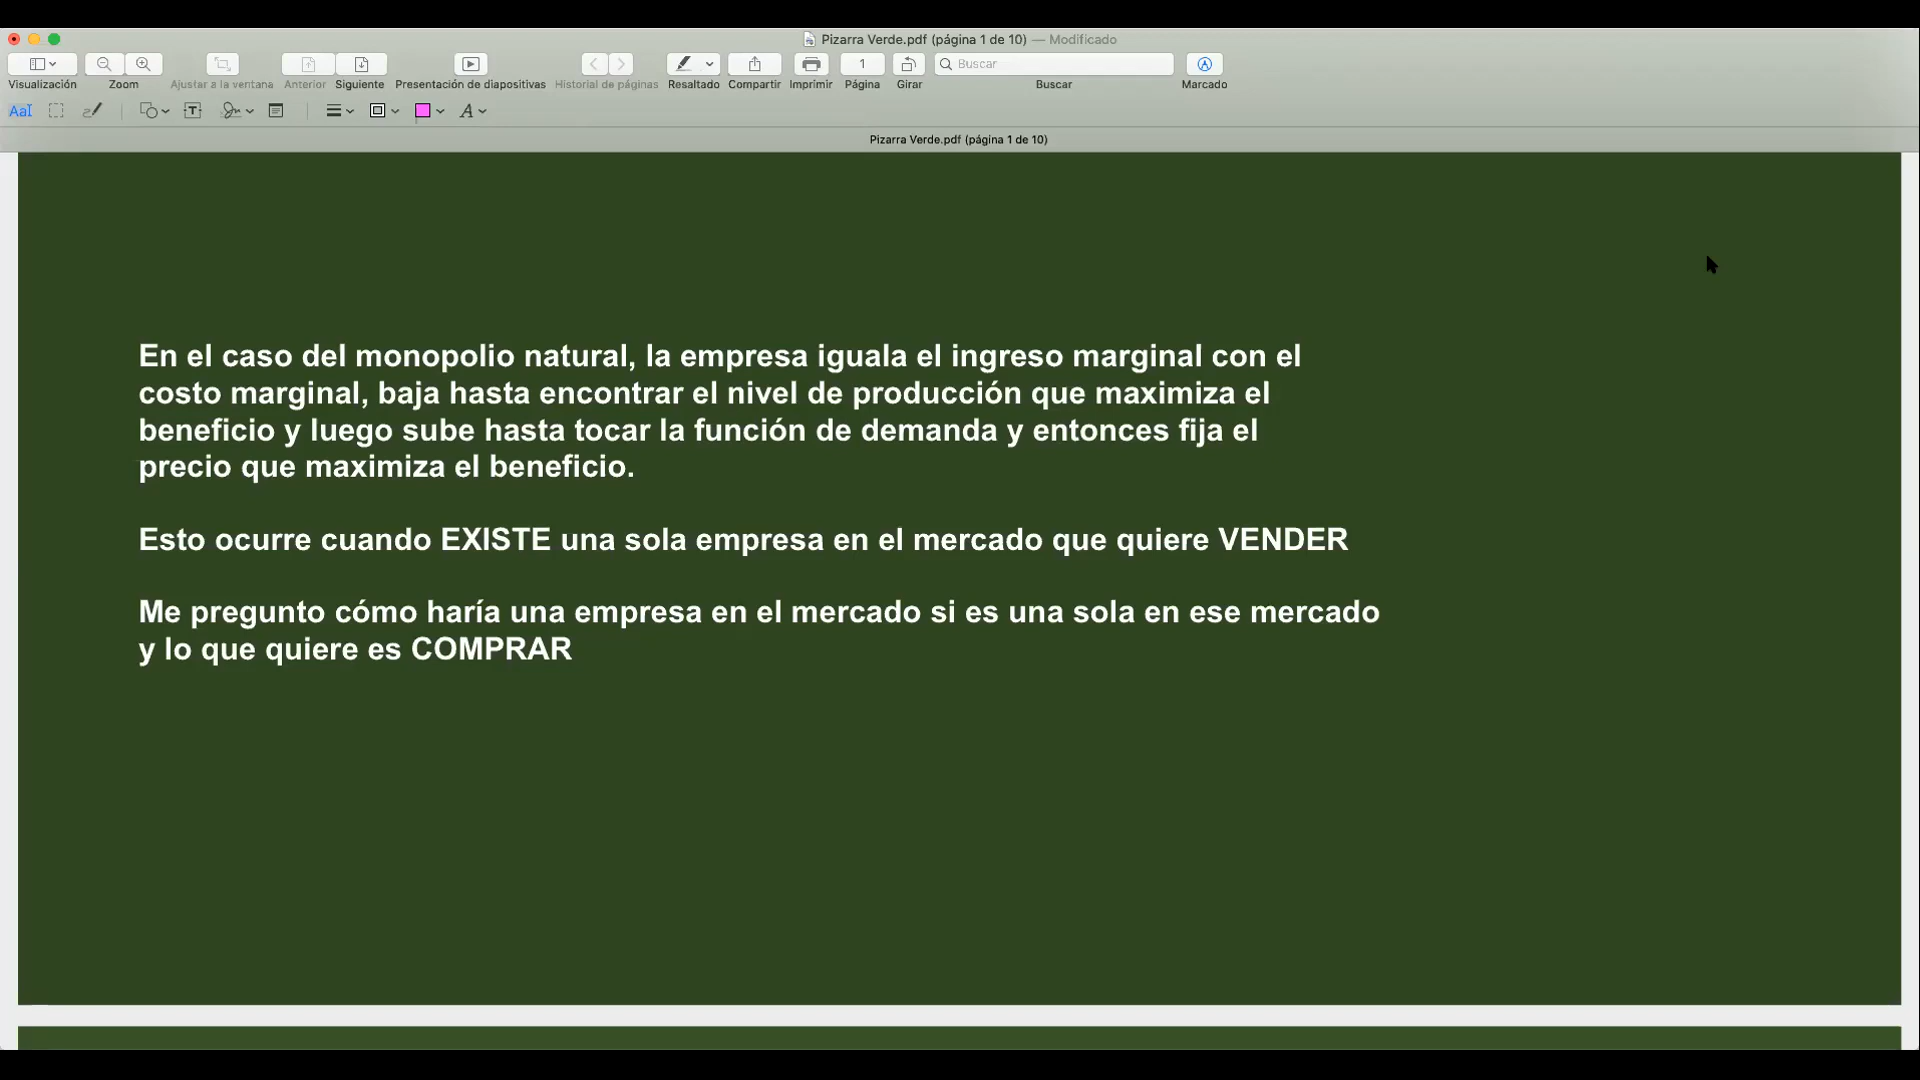 Pizarra Verde.pdf (página 1 de 10) — Modificado
1
Buscar
Visualización
Zoom
Ajustar a la ventana
Anterior
Siguiente
Presentación de diapositivas
Historial de páginas
Resaltado
Compartir
Imprimir
Página
Girar
Buscar
Marcado
AaI
T
A
Pizarra Verde.pdf (página 1 de 10)
En el caso del monopolio natural, la empresa iguala el ingreso marginal con el
costo marginal, baja hasta encontrar el nivel de producción que maximiza el
beneficio y luego sube hasta tocar la función de demanda y entonces fija el
precio que maximiza el beneficio.
Esto ocurre cuando EXISTE una sola empresa en el mercado que quiere VENDER
Me pregunto cómo haría una empresa en el mercado si es una sola en ese mercado
y lo que quiere es COMPRAR